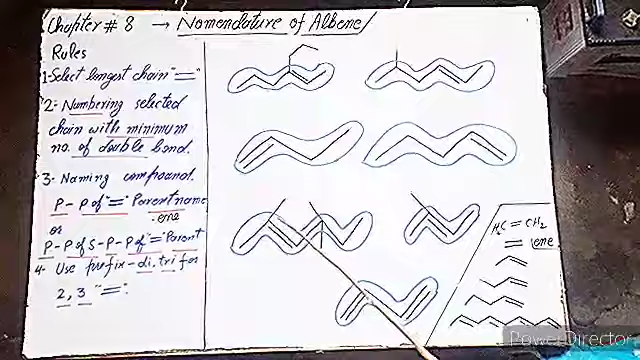 Chapter # 8 → Nomenclature of Alkene/
Rules
1- Select longest chain "="
2- Numbering selected
chain with minimum
no. of double bond.
3- Naming compound.
P- P of "=" Parent name
ene
or
P-P of S-P-P of "=" Parent
4- Use prefix-di, tri for
2, 3 "="
H₂C = CH₂
= ene
PowerDirector